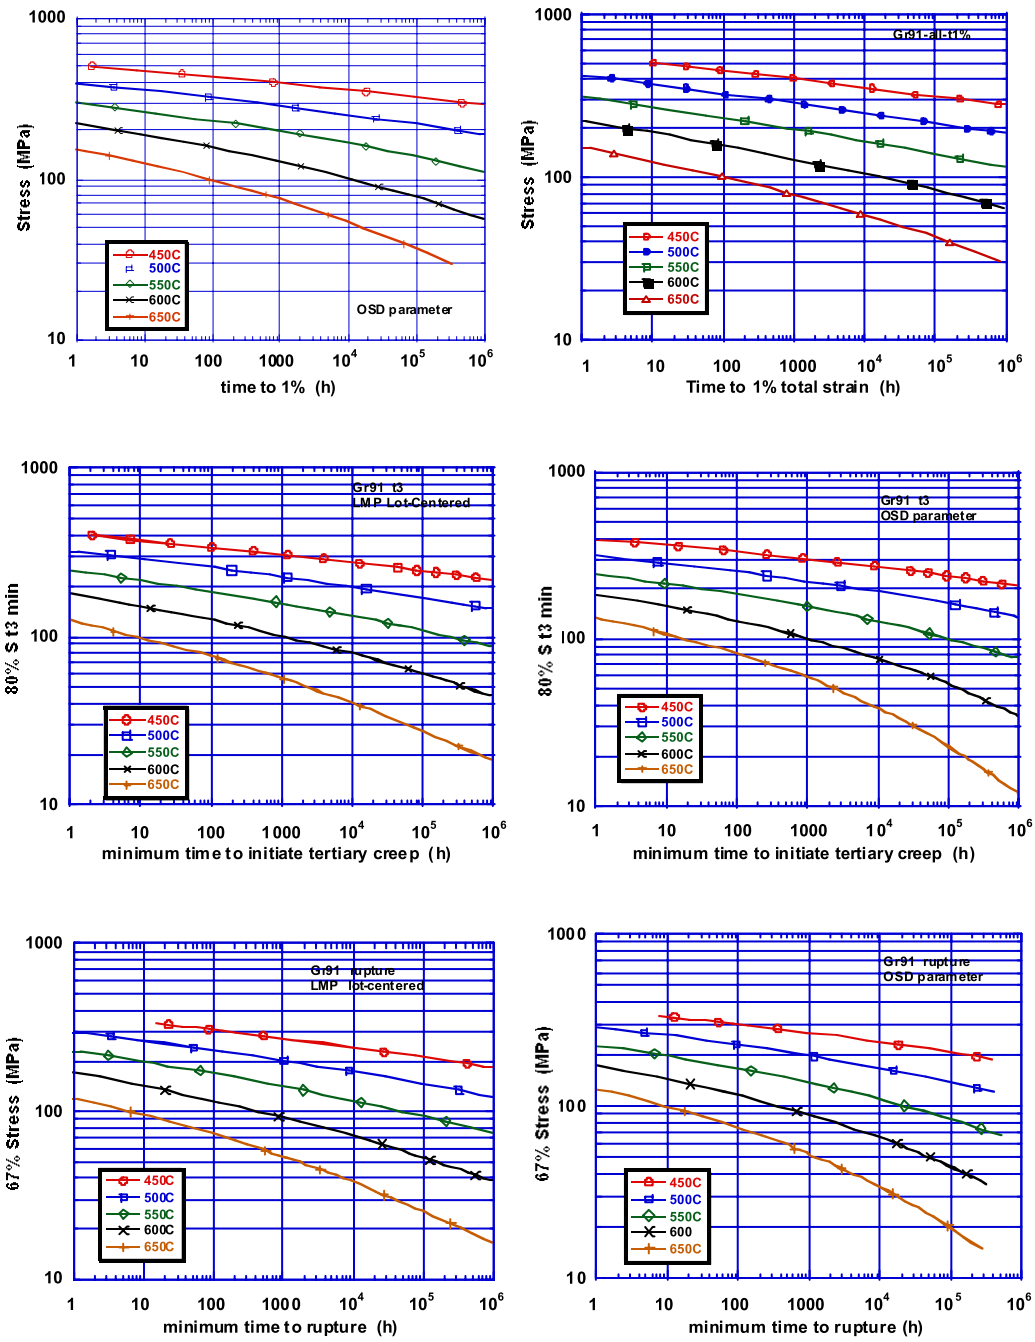 1000
100
10
Stress (MPa)
450C
500C
550C
600C
650C
OSD parameter
1 10 100 1000 10^4 10^5 10^6
time to 1% (h)
1000
100
10
Stress (MPa)
Gr91-all-t1%
450C
500C
550C
600C
650C
1 10 100 1000 10^4 10^5 10^6
Time to 1% total strain (h)
1000
100
10
80% S t3 min
Gr91 t3
LMP Lot-Centered
450C
500C
550C
600C
650C
1 10 100 1000 10^4 10^5 10^6
minimum time to initiate tertiary creep (h)
1000
100
10
80% S t3 min
Gr91 t3
OSD parameter
450C
500C
550C
600C
650C
1 10 100 1000 10^4 10^5 10^6
minimum time to initiate tertiary creep (h)
1000
100
10
67% Stress (MPa)
Gr91 rupture
LMP lot-centered
450C
500C
550C
600C
650C
1 10 100 1000 10^4 10^5 10^6
minimum time to rupture (h)
1000
100
10
67% Stress (MPa)
Gr91 rupture
OSD parameter
450C
500C
550C
600
650C
1 10 100 1000 10^4 10^5 10^6
minimum time to rupture (h)